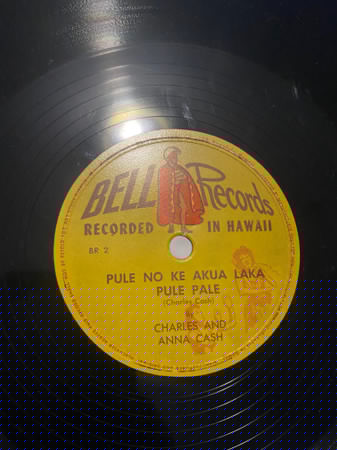 BELL Records
RECORDED IN HAWAII
BR 2
PULE NO KE AKUA LAKA
PULE PALE
(Charles Cash)
By
CHARLES AND
ANNA CASH